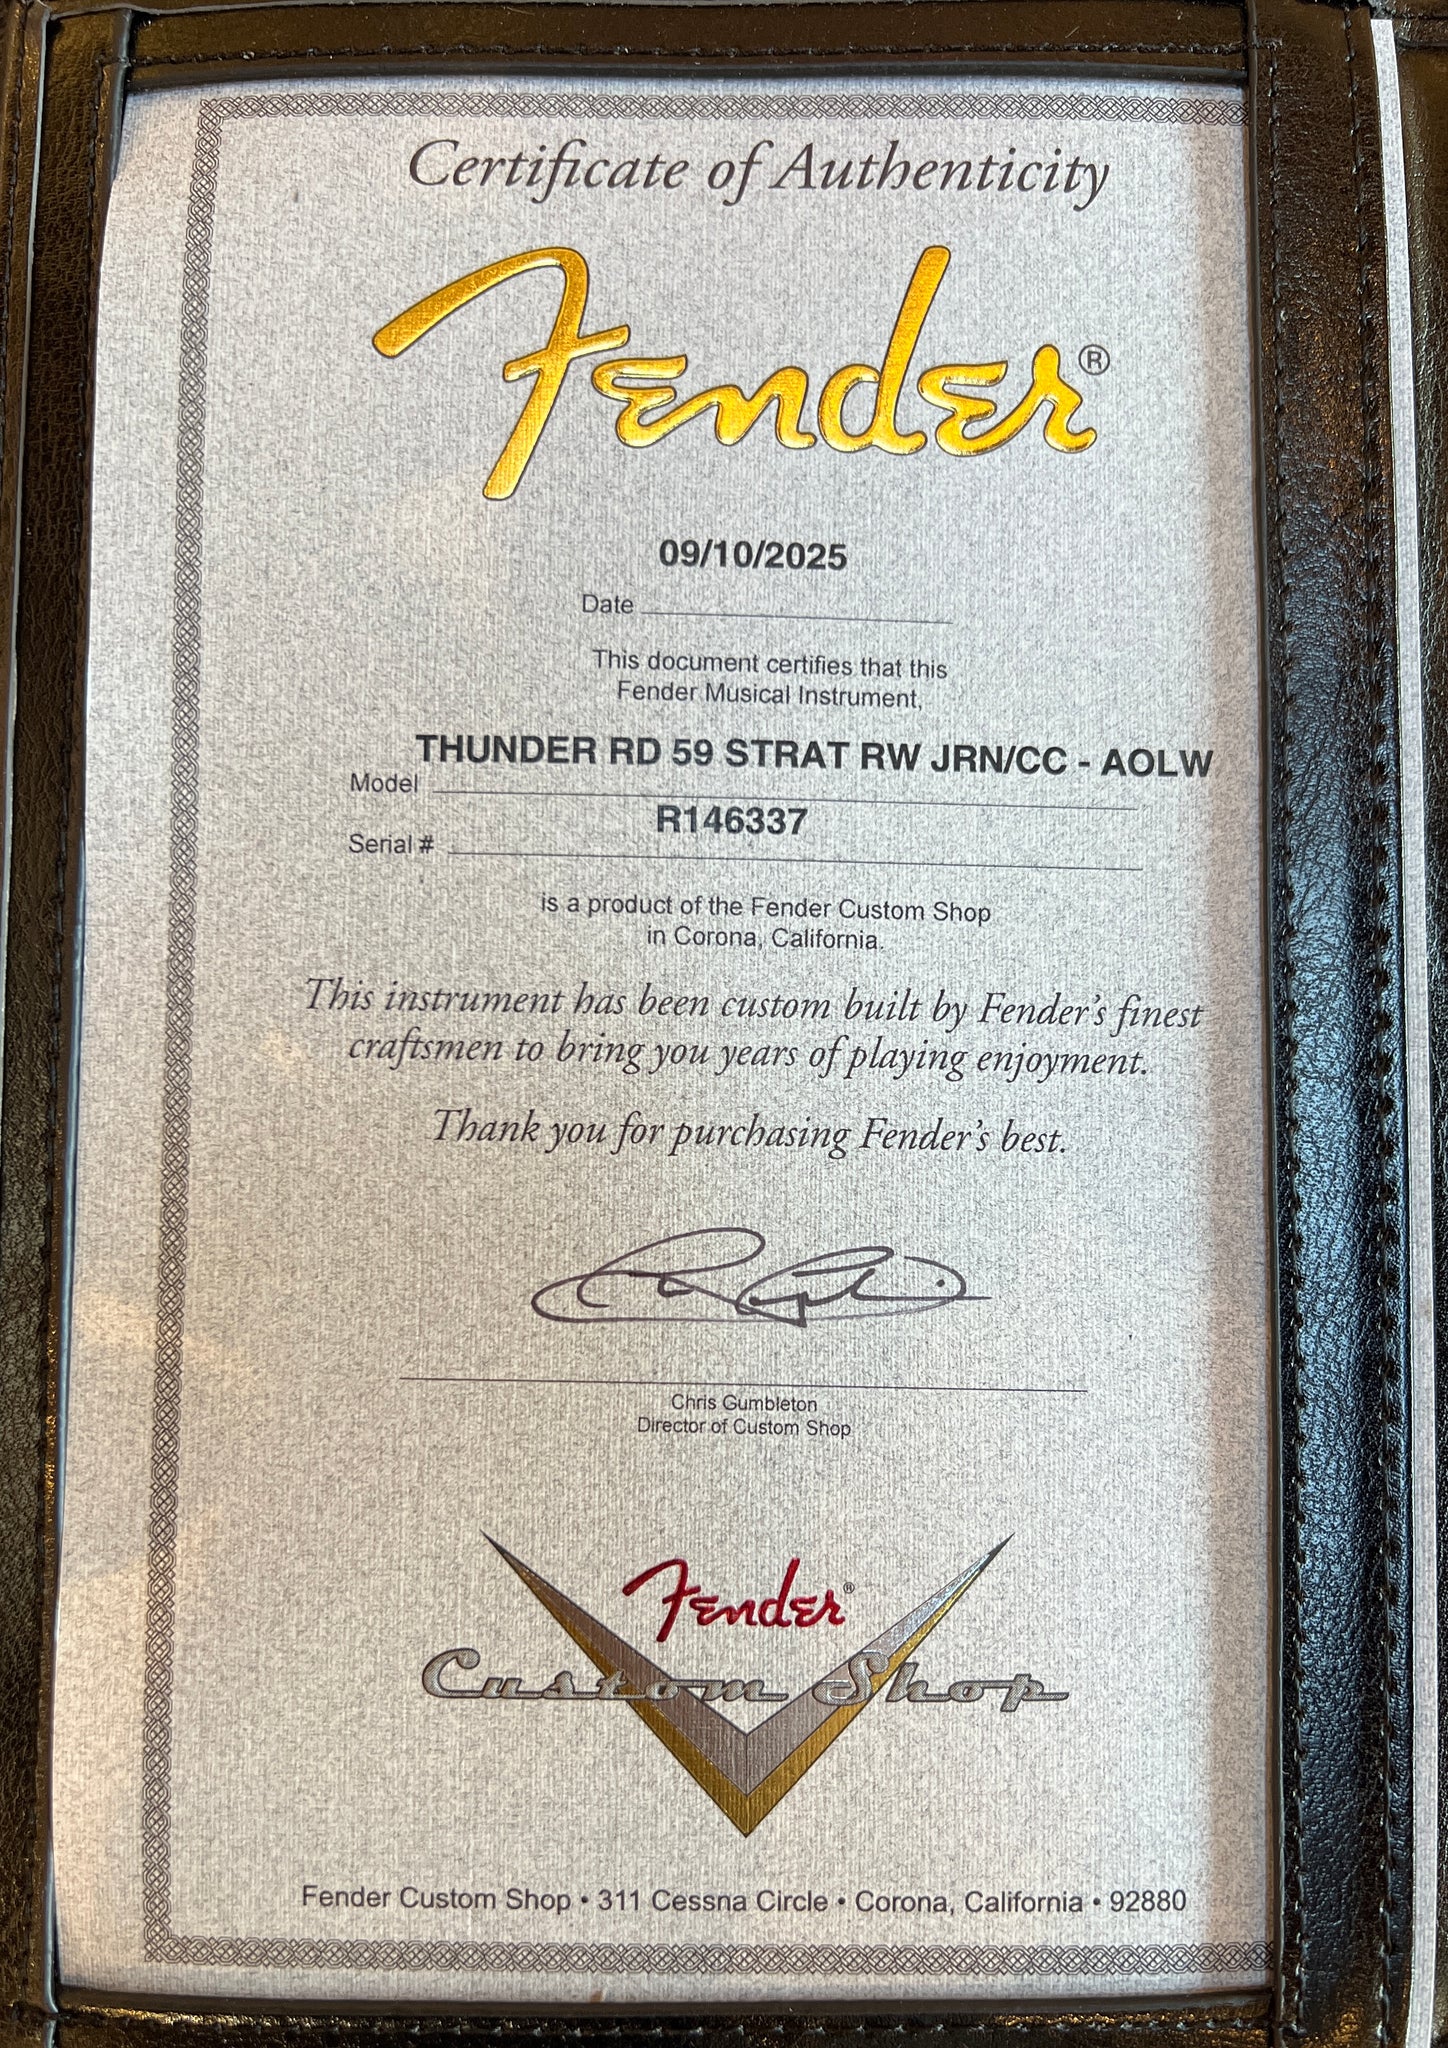 Certificate of Authenticity
Fender®
09/10/2025
Date
This document certifies that this
Fender Musical Instrument,
THUNDER RD 59 STRAT RW JRN/CC - AOLW
Model
R146337
Serial #
is a product of the Fender Custom Shop
in Corona, California.
This instrument has been custom built by Fender's finest
craftsmen to bring you years of playing enjoyment.
Thank you for purchasing Fender's best.
Chris Gumbleton
Director of Custom Shop
Fender®
Custom Shop
Fender Custom Shop • 311 Cessna Circle • Corona, California • 92880